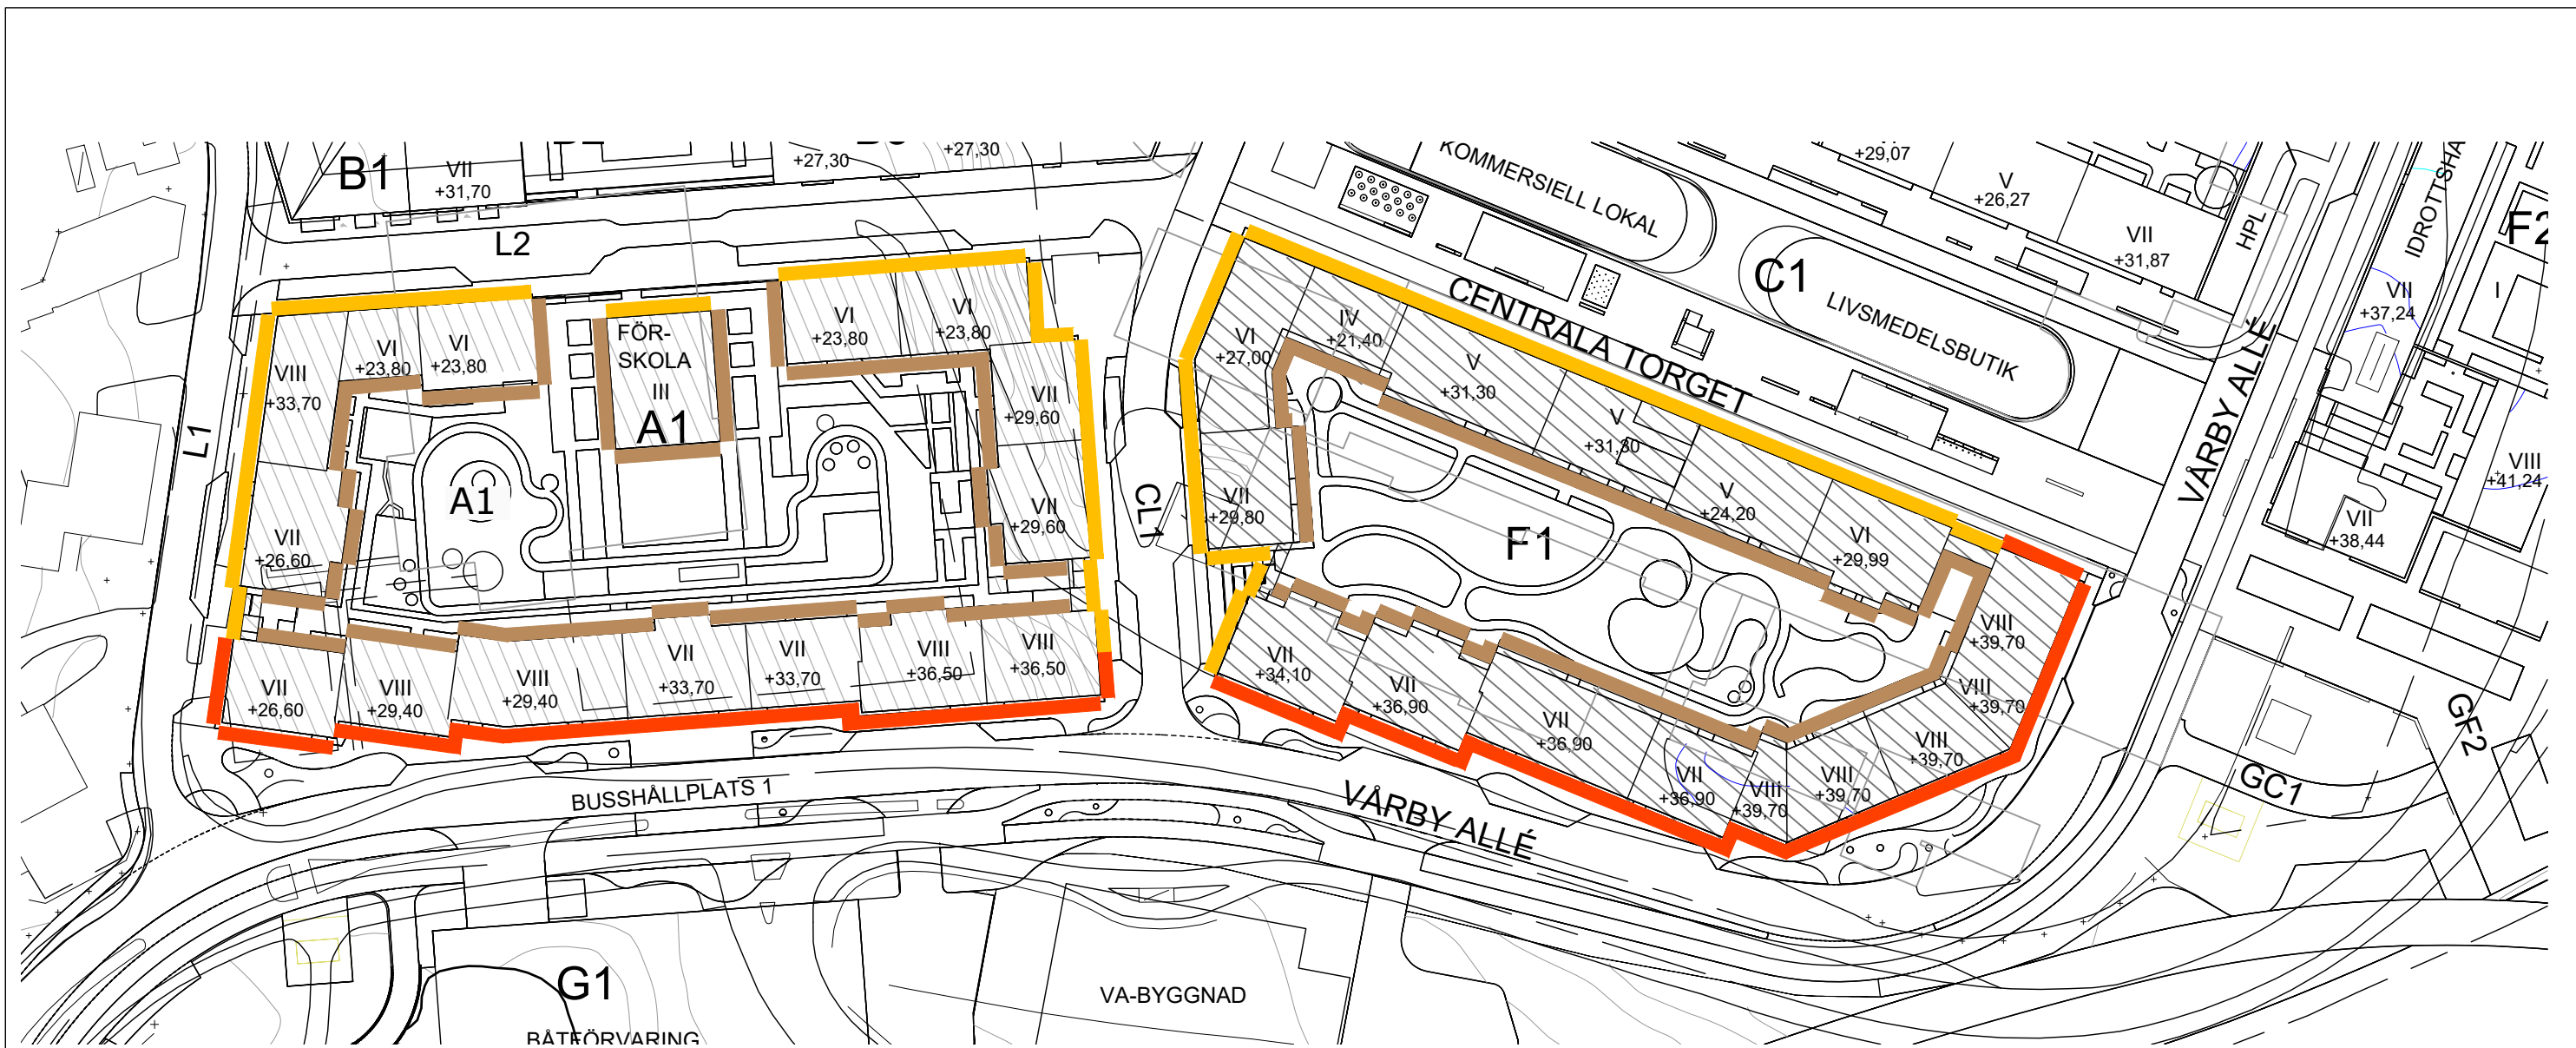 B1
VII
+31,70
+27,30
+27,30
L2
KOMMERSIELL LOKAL
C1
LIVSMEDELSBUTIK
CENTRALA TORGET
+29,07
V
+26,27
VII
+31,87
HPL
VÅRBY ALLÉ
F2
I
VII
+37,24
VIII
+41,24
VII
+38,44
L1
VIII
+33,70
VI
+23,80
VI
+23,80
FÖR-
SKOLA
III
A1
VI
+23,80
VI
+23,80
VII
+29,60
VII
+29,60
A1
VII
+26,60
VII
+26,60
VIII
+29,40
VIII
+29,40
VII
+33,70
VII
+33,70
VIII
+36,50
VIII
+36,50
CL1
VI
+27,00
IV
+21,40
V
+31,30
V
+31,30
V
+24,20
VI
+29,99
VII
+29,80
F1
VII
+34,10
VII
+36,90
VII
+36,90
VII
+36,90
VIII
+39,70
VIII
+39,70
VIII
+39,70
VIII
+39,70
VIII
+39,70
BUSSHÅLLPLATS 1
VÅRBY ALLÉ
GC1
GF2
G1
BÅTFÖRVARING
VA-BYGGNAD